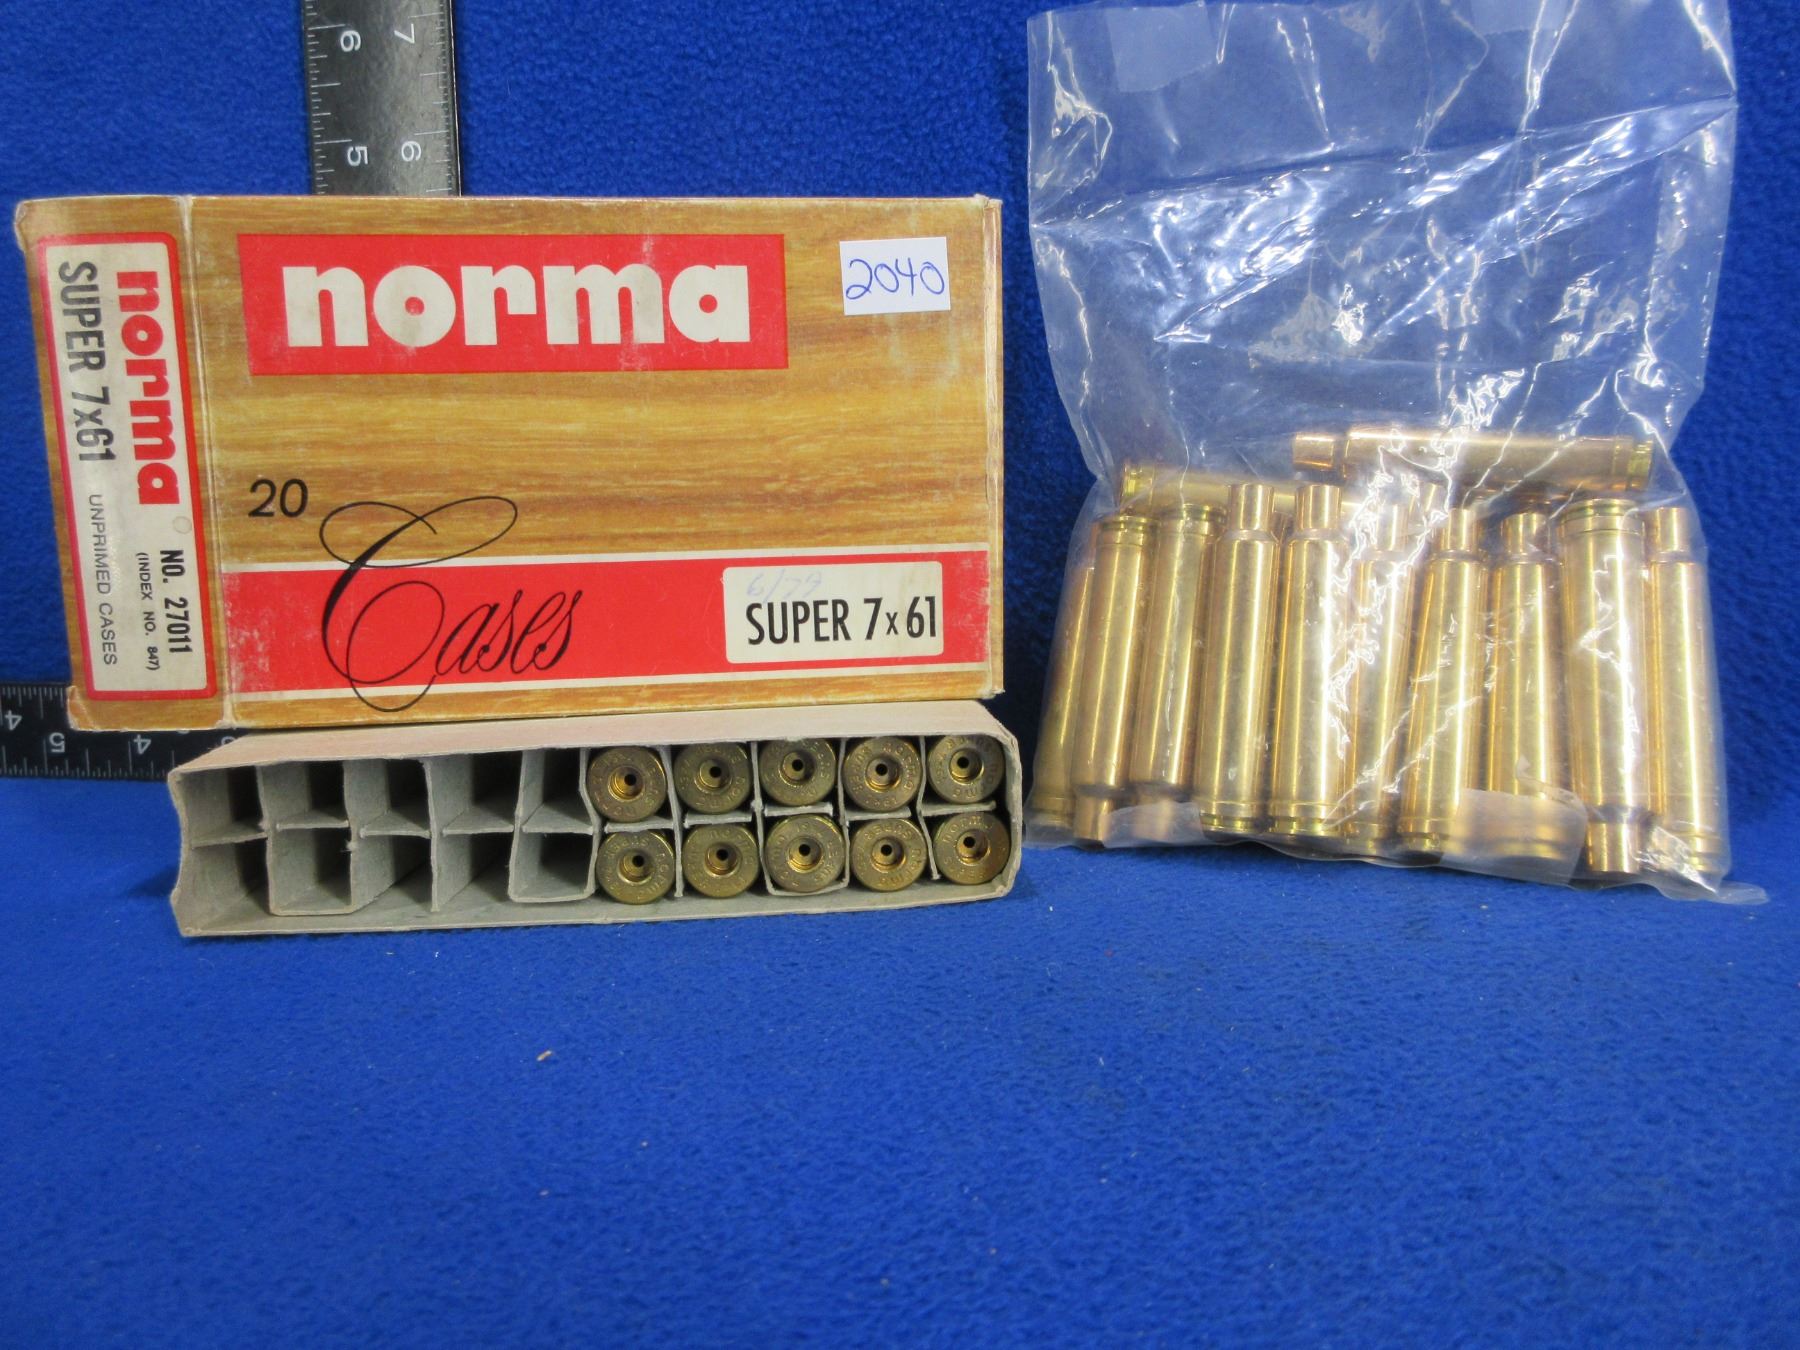 7
6
6
5
norma
2040
20
Cases
6/79
SUPER 7x61
norma
NO. 27011
(INDEX NO. 847)
SUPER 7x61
UNPRIMED CASES
4
5
4